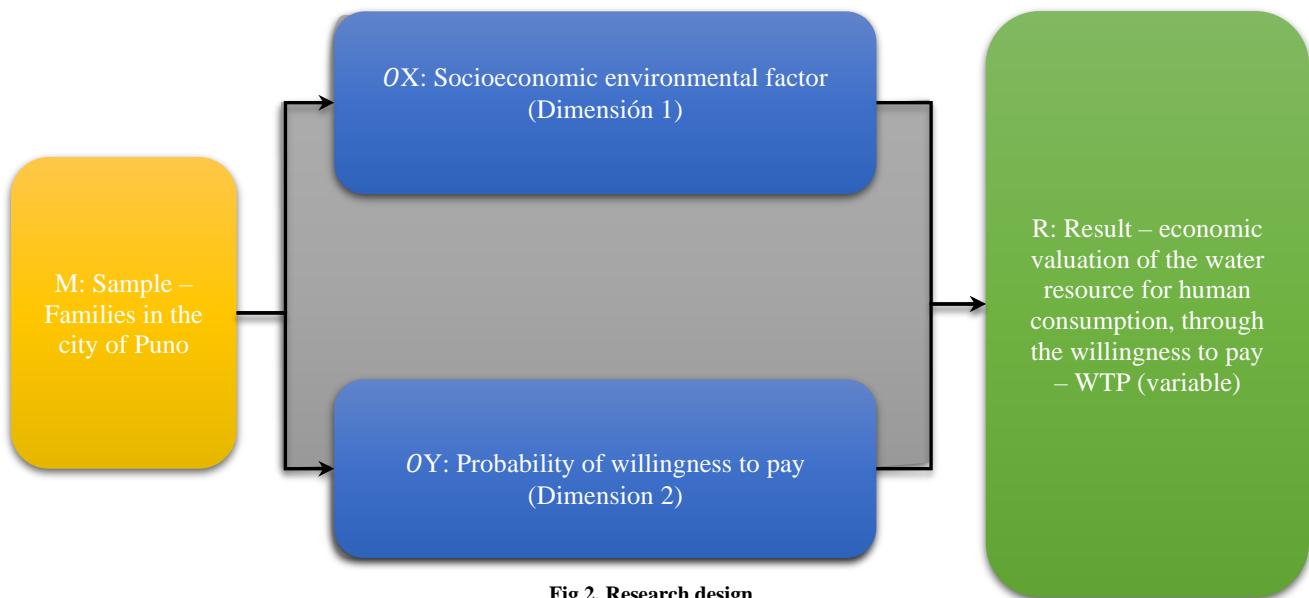 OX: Socioeconomic environmental factor
(Dimensión 1)
M: Sample –
Families in the
city of Puno
R: Result – economic
valuation of the water
resource for human
consumption, through
the willingness to pay
– WTP (variable)
OY: Probability of willingness to pay
(Dimension 2)
Fig 2. Research design